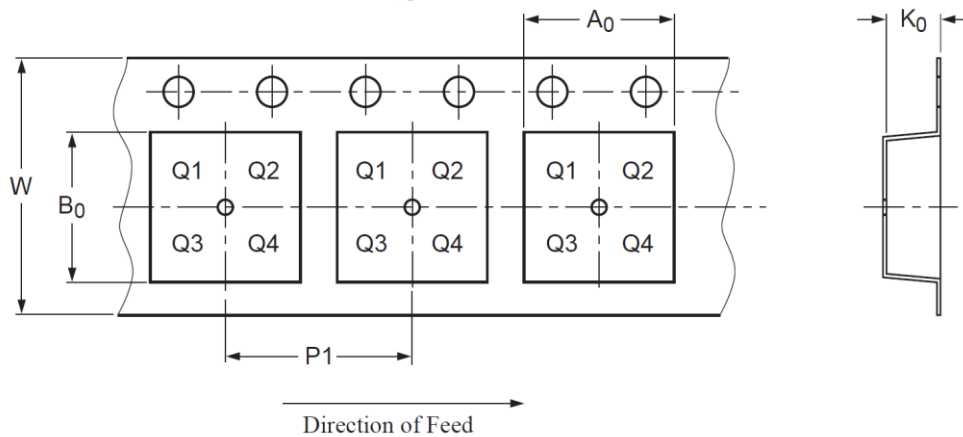 A0
K0
Q1 Q2 Q1 Q2 Q1 Q2
W
B0
Q3 Q4 Q3 Q4 Q3 Q4
P1
Direction of Feed